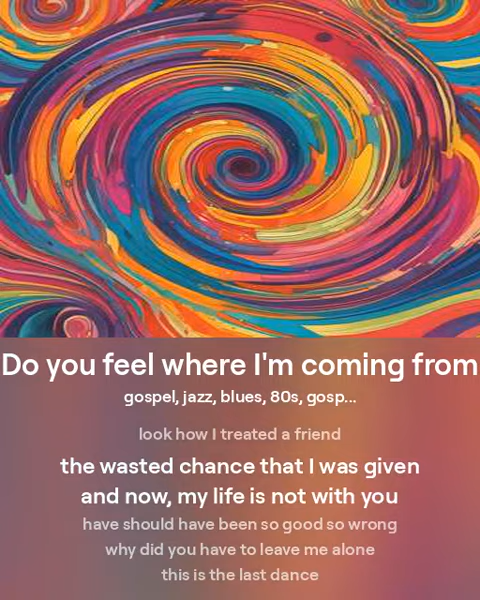 Do you feel where I'm coming from
gospel, jazz, blues, 80s, gosp...
look how I treated a friend
the wasted chance that I was given
and now, my life is not with you
have should have been so good so wrong
why did you have to leave me alone
this is the last dance